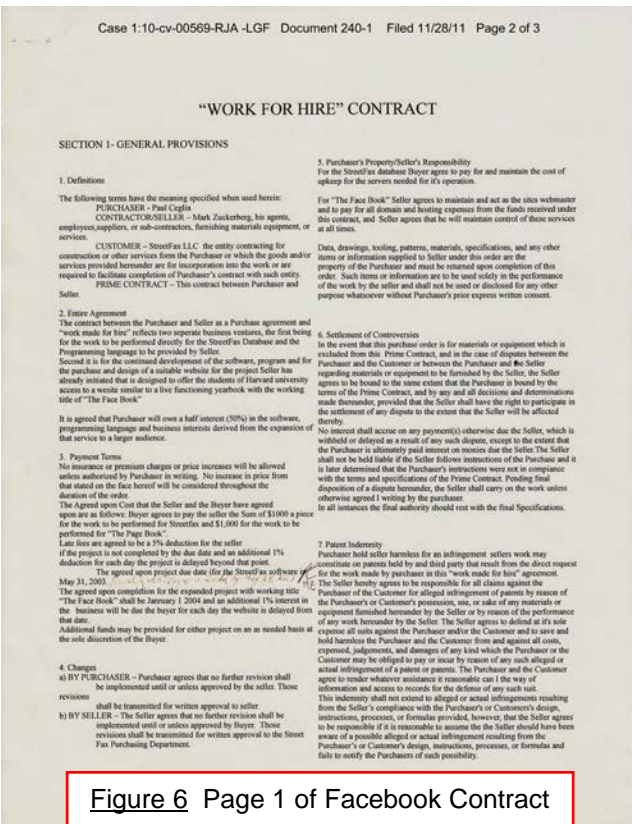 Case 1:10-cv-00569-RJA -LGF Document 240-1 Filed 11/28/11 Page 2 of 3
“WORK FOR HIRE” CONTRACT
SECTION 1- GENERAL PROVISIONS
1. Definitions
The following terms have the meaning specified when used herein:
PURCHASER - Paul Ceglia
CONTRACTOR/SELLER – Mark Zuckerberg, his agents,
employees,suppliers, or sub-contractors, furnishing materials equipment, or
services.
CUSTOMER – StreetFax LLC the entity contracting for
construction or other services form the Purchaser or which the goods and/or
services provided hereunder are for incorporation into the work or are
required to facilitate completion of Purchaser's contract with such entity.
PRIME CONTRACT – This contract between Purchaser and
Seller.
2. Entire Agreement
The contract between the Purchaser and Seller as a Purchase agreement and
"work made for hire" reflects two seperate business ventures, the first being
for the work to be performed directly for the StreetFax Database and the
Programming language to be provided by Seller.
Second it is for the continued development of the software, program and for
the purchase and design of a suitable website for the project Seller has
already initiated that is designed to offer the students of Harvard university
access to a wesite similar to a live functioning yearbook with the working
title of "The Face Book"
It is agreed that Purchaser will own a half interest (50%) in the software,
programming language and business interests derived from the expansion of
that service to a larger audience.
3. Payment Terms
No insurance or premium charges or price increases will be allowed
unless authorized by Purchaser in writing. No increase in price from
that stated on the face hereof will be considered throughout the
duration of the order.
The Agreed upon Cost that the Seller and the Buyer have agreed
upon are as follows: Buyer agrees to pay the seller the Sum of $1000 a piece
for the work to be performed for Streetfax and $1,000 for the work to be
performed for "The Page Book".
Late fees are agreed to be a 5% deduction for the seller
if the project is not completed by the due date and an additional 1%
deduction for each day the project is delayed beyond that point.
The agreed upon project due date (for the StreetFax software
May 31, 2003.
The agreed upon completion for the expanded project with working title
"The Face Book" shall be January 1 2004 and an additional 1% interest in
the business will be due the buyer for each day the website is delayed from
that date.
Additional funds may be provided for either project on an as needed basis at
the sole discretion of the Buyer.
4. Changes
a) BY PURCHASER – Purchaser agrees that no further revision shall
be implemented until or unless approved by the seller. Those
revisions
shall be transmitted for written approval to seller.
b) BY SELLER – The Seller agrees that no further revision shall be
implemented until or unless approved by Buyer. Those
revisions shall be transmitted for written approval to the Street
Fax Purchasing Department.
5. Purchaser's Property/Seller's Responsibility
For the StreetFax database Buyer agree to pay for and maintain the cost of
upkeep for the servers needed for it's operation.
For "The Face Book" Seller agrees to maintain and act as the sites webmaster
and to pay for all domain and hosting expenses from the funds received under
this contract, and Seller agrees that he will maintain control of these services
at all times.
Data, drawings, tooling, patterns, materials, specifications, and any other
items or information supplied to Seller under this order are the
property of the Purchaser and must be returned upon completion of this
order. Such items or information are to be used solely in the performance
of the work by the seller and shall not be used or disclosed for any other
purpose whatsoever without Purchaser's prior express written consent.
6. Settlement of Controversies
In the event that this purchase order is for materials or equipment which is
excluded from this Prime Contract, and in the case of disputes between the
Purchaser and the Customer or between the Purchaser and the Seller
regarding materials or equipment to be furnished by the Seller, the Seller
agrees to be bound to the same extent that the Purchaser is bound by the
terms of the Prime Contract, and by any and all decisions and determinations
made thereunder, provided that the Seller shall have the right to participate in
the settlement of any dispute to the extent that the Seller will be affected
thereby.
No interest shall accrue on any payment(s) otherwise due the Seller, which is
withheld or delayed as a result of any such dispute, except to the extent that
the Purchaser is ultimately paid interest on monies due the Seller.The Seller
shall not be held liable if the Seller follows instructions of the Purchase and it
is later determined that the Purchaser's instructions were not in compiance
with the terms and specifications of the Prime Contract. Pending final
disposition of a dispute hereunder, the Seller shall carry on the work unless
otherwise agreed I writing by the purchaser.
In all instances the final authority should rest with the final Specifications.
7. Patent Indemnity
Purchaser hold seller harmless for an infringement sellers work may
constitute on patents held by and third party that result from the direct request
for the work made by purchaser in this "work made for hire" agreement.
The Seller hereby agrees to be responsible for all claims against the
Purchaser of the Customer for alleged infringement of patents by reason of
the Purchaser's or Customer's possession, use, or sake of any materials or
equipment furnished hereunder by the Seller or by reason of the performance
of any work hereunder by the Seller. The Seller agrees to defend at it's sole
expense all suits against the Purchaser and/or the Customer and to save and
hold harmless the Purchaser and the Customer from and against all costs,
expensed, judgements, and damages of any kind which the Purchaser or the
Customer may be obliged to pay or incur by reason of any such alleged or
actual infringement of a patent or patents. The Purchaser and the Customer
agree to render whatever assistance it reasonable can I the way of
information and access to records for the defense of any such suit.
This indemnity shall not extend to alleged or actual infringements resulting
from the Seller's compliance with the Purchaser's or Customers's design,
instructions, processes, or formulas provided, however, that the Seller agrees
to be responsible if it is reasonable to assume the the Seller should have been
aware of a possible alleged or actual infringement resulting from the
Purchaser's or Customer's design, instructions, processes, or formulas and
fails to notify the Purchasers of such possibility.
Figure 6 Page 1 of Facebook Contract